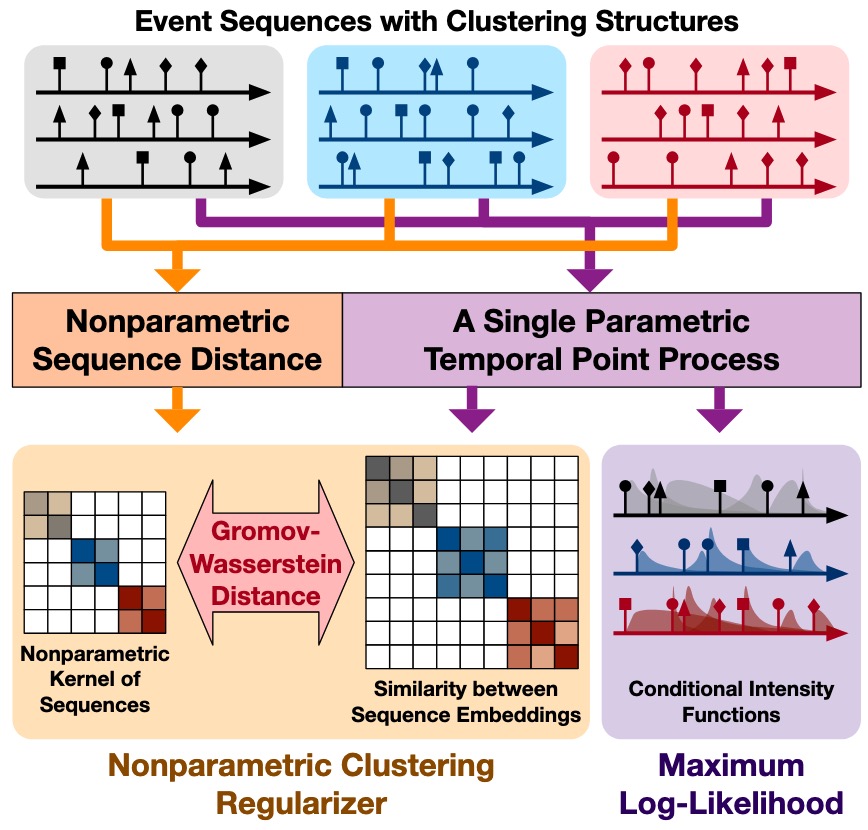 Event Sequences with Clustering Structures
Nonparametric
Sequence Distance
A Single Parametric
Temporal Point Process
Gromov-
Wasserstein
Distance
Nonparametric
Kernel of
Sequences
Similarity between
Sequence Embeddings
Conditional Intensity
Functions
Nonparametric Clustering
Regularizer
Maximum
Log-Likelihood